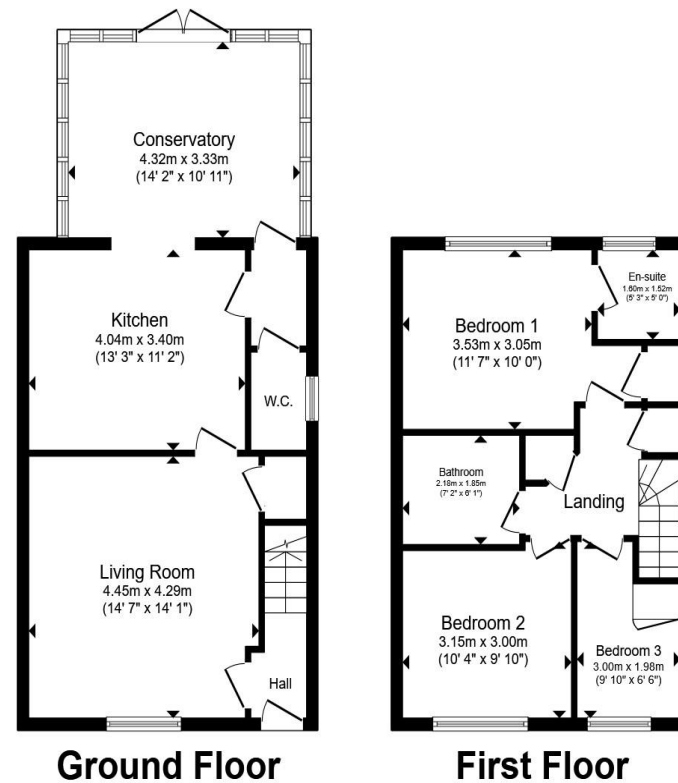 Conservatory
4.32m x 3.33m
(14' 2" x 10' 11")
Kitchen
4.04m x 3.40m
(13' 3" x 11' 2")
W.C.
Living Room
4.45m x 4.29m
(14' 7" x 14' 1")
Hall
Ground Floor
En-suite
1.60m x 1.52m
(5' 3" x 5' 0")
Bedroom 1
3.53m x 3.05m
(11' 7" x 10' 0")
Bathroom
2.18m x 1.85m
(7' 2" x 6' 1")
Landing
Bedroom 2
3.15m x 3.00m
(10' 4" x 9' 10")
Bedroom 3
3.00m x 1.98m
(9' 10" x 6' 6")
First Floor